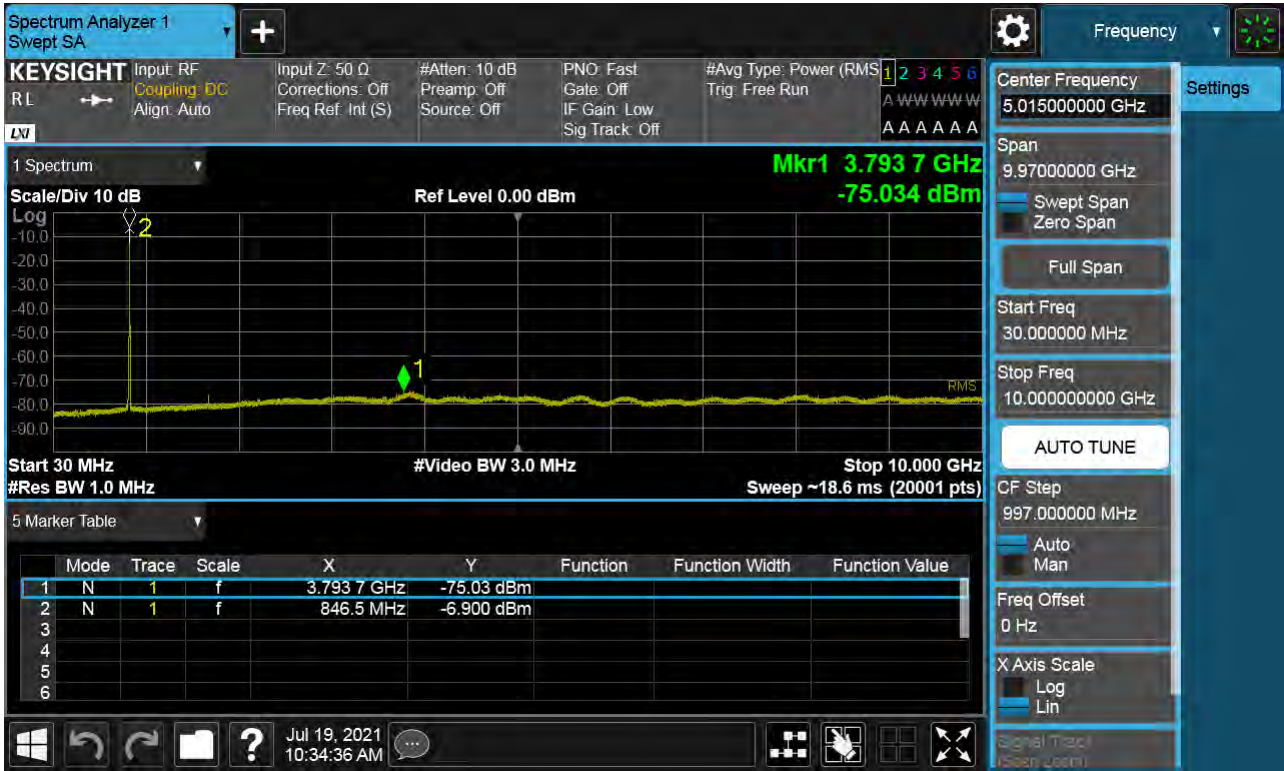 Spectrum Analyzer 1
Swept SA
Frequency
KEYSIGHT
RL
LXI
Input: RF
Coupling: DC
Align: Auto
Input Z: 50 Ω
Corrections: Off
Freq Ref: Int (S)
#Atten: 10 dB
Preamp: Off
Source: Off
PNO: Fast
Gate: Off
IF Gain: Low
Sig Track: Off
#Avg Type: Power (RMS
Trig: Free Run
1 2 3 4 5 6
A W W W W W
A A A A A A
1 Spectrum
Mkr1 3.793 7 GHz
Scale/Div 10 dB
Ref Level 0.00 dBm
-75.034 dBm
Log
2
-10.0
-20.0
-30.0
-40.0
-50.0
-60.0
1
-70.0
RMS
-80.0
-90.0
Start 30 MHz
#Video BW 3.0 MHz
Stop 10.000 GHz
#Res BW 1.0 MHz
Sweep ~18.6 ms (20001 pts)
5 Marker Table
Mode Trace Scale X Y Function Function Width Function Value
1 N 1 f 3.793 7 GHz -75.03 dBm
2 N 1 f 846.5 MHz -6.900 dBm
3
4
5
6
?
Jul 19, 2021
10:34:36 AM
Center Frequency
5.015000000 GHz
Settings
Span
9.97000000 GHz
Swept Span
Zero Span
Full Span
Start Freq
30.000000 MHz
Stop Freq
10.000000000 GHz
AUTO TUNE
CF Step
997.000000 MHz
Auto
Man
Freq Offset
0 Hz
X Axis Scale
Log
Lin
Signal Track
(Span Zoom)